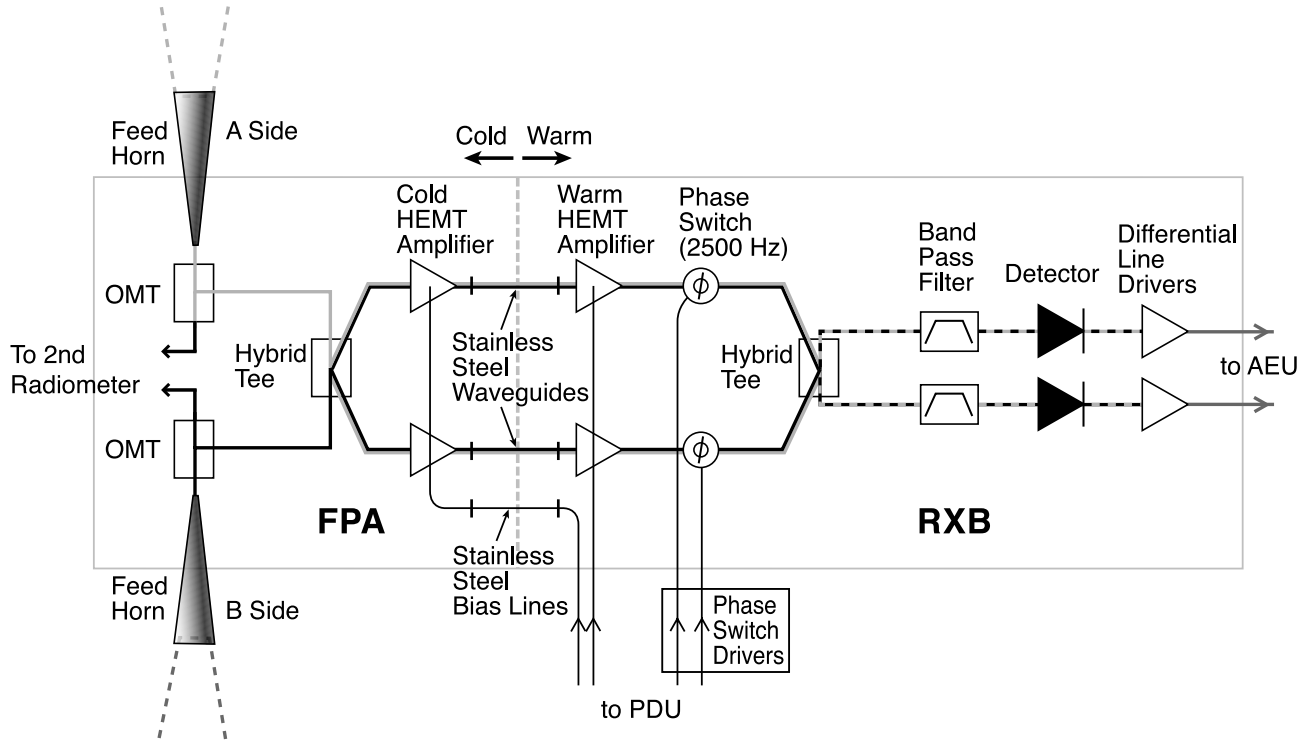 Feed
Horn
A Side
Cold
Warm
Cold
HEMT
Amplifier
Warm
HEMT
Amplifier
Phase
Switch
(2500 Hz)
ϕ
Band
Pass
Filter
Detector
Differential
Line
Drivers
OMT
To 2nd
Radiometer
Hybrid
Tee
Stainless
Steel
Waveguides
Hybrid
Tee
to AEU
OMT
ϕ
FPA
RXB
Stainless
Steel
Bias Lines
Feed
Horn
B Side
Phase
Switch
Drivers
to PDU